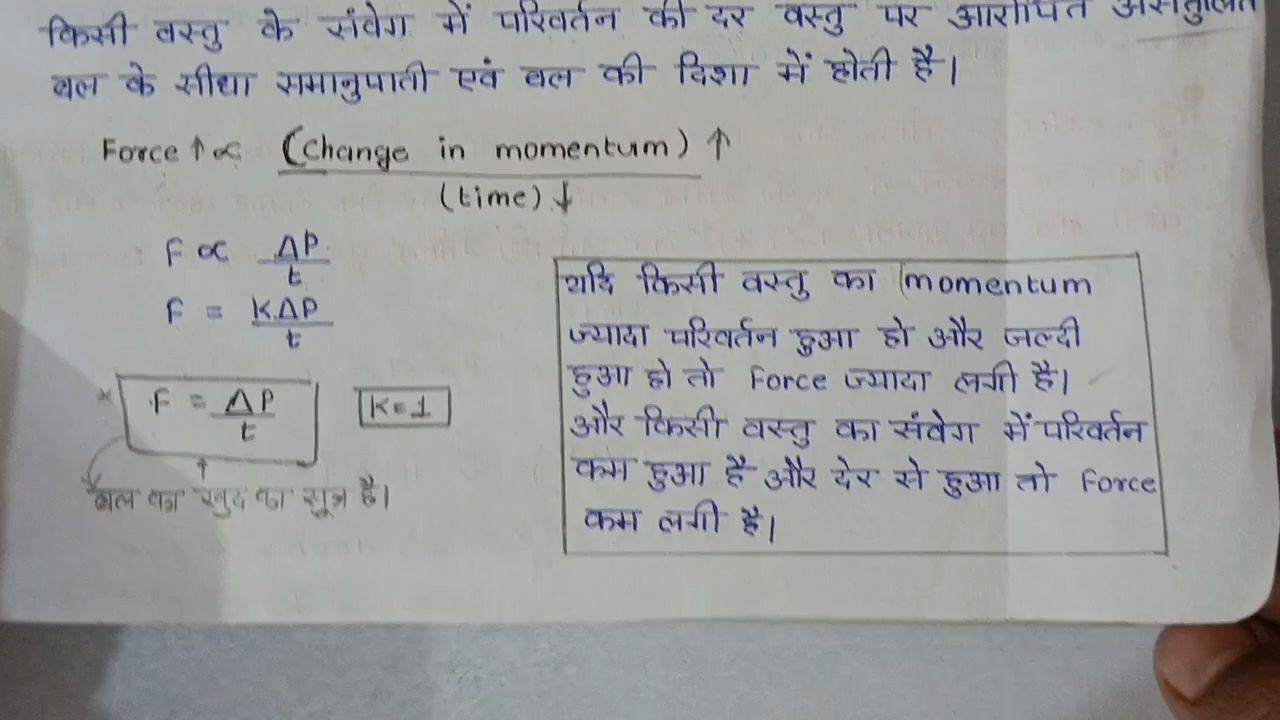 किसी वस्तु के संवेग में परिवर्तन की दर वस्तु पर आरोपित असंतुलित
बल के सीधा समानुपाती एवं बल की दिशा में होती है।
Force ↑ ∝ (Change in momentum) ↑
(time) ↓
F ∝ ΔP
t
F = K.ΔP
t
F = ΔP
t
K=1
बल का खुद का सूत्र है।
यदि किसी वस्तु का momentum
ज्यादा परिवर्तन हुआ हो और जल्दी
हुआ हो तो Force ज्यादा लगी है।
और किसी वस्तु का संवेग में परिवर्तन
कम हुआ है और देर से हुआ तो Force
कम लगी है।